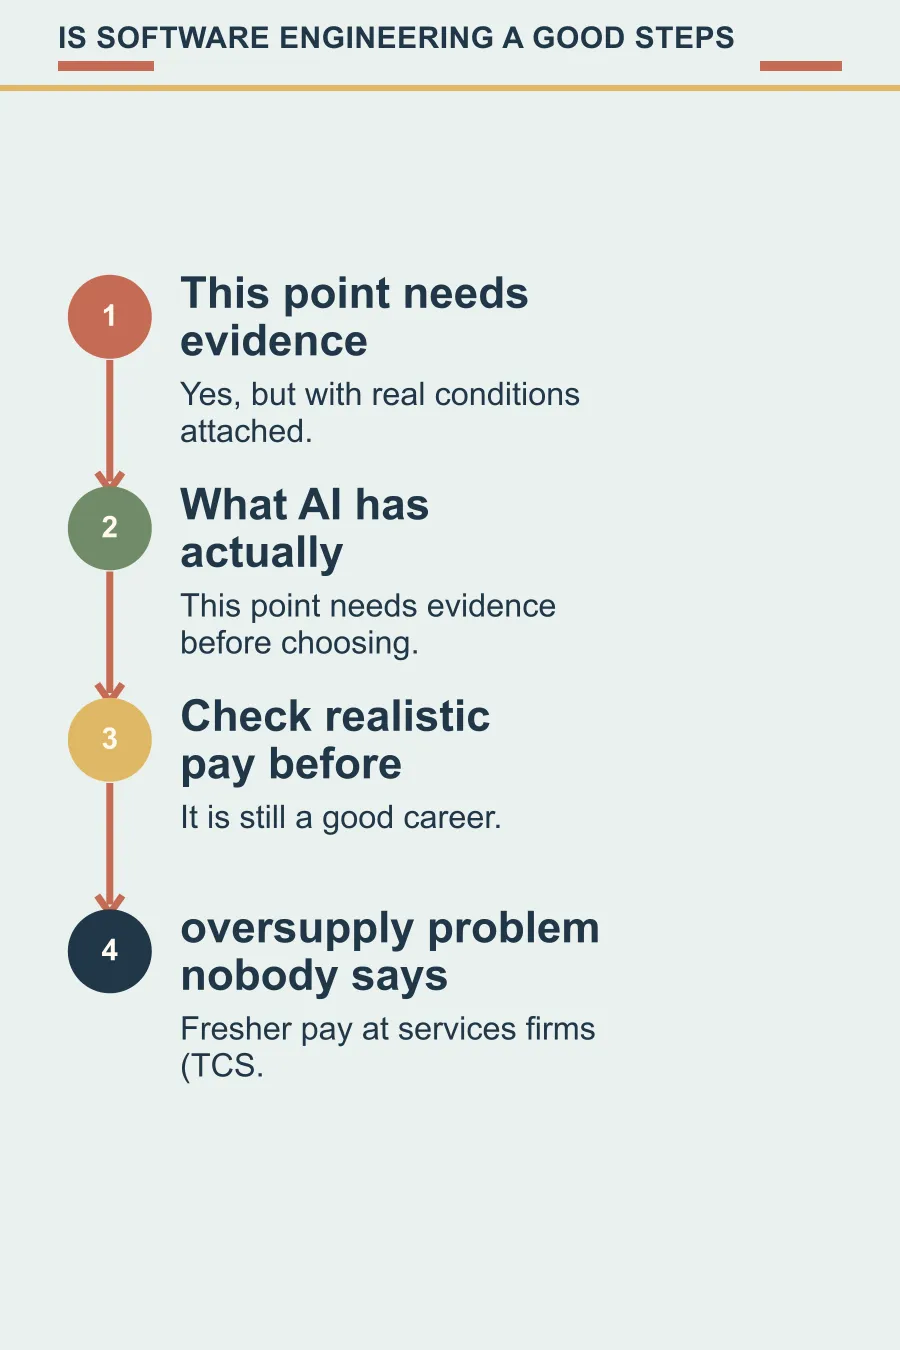 IS SOFTWARE ENGINEERING A GOOD STEPS
1
This point needs
evidence
Yes, but with real conditions
attached.
2
What AI has
actually
This point needs evidence
before choosing.
3
Check realistic
pay before
It is still a good career.
4
oversupply problem
nobody says
Fresher pay at services firms
(TCS.